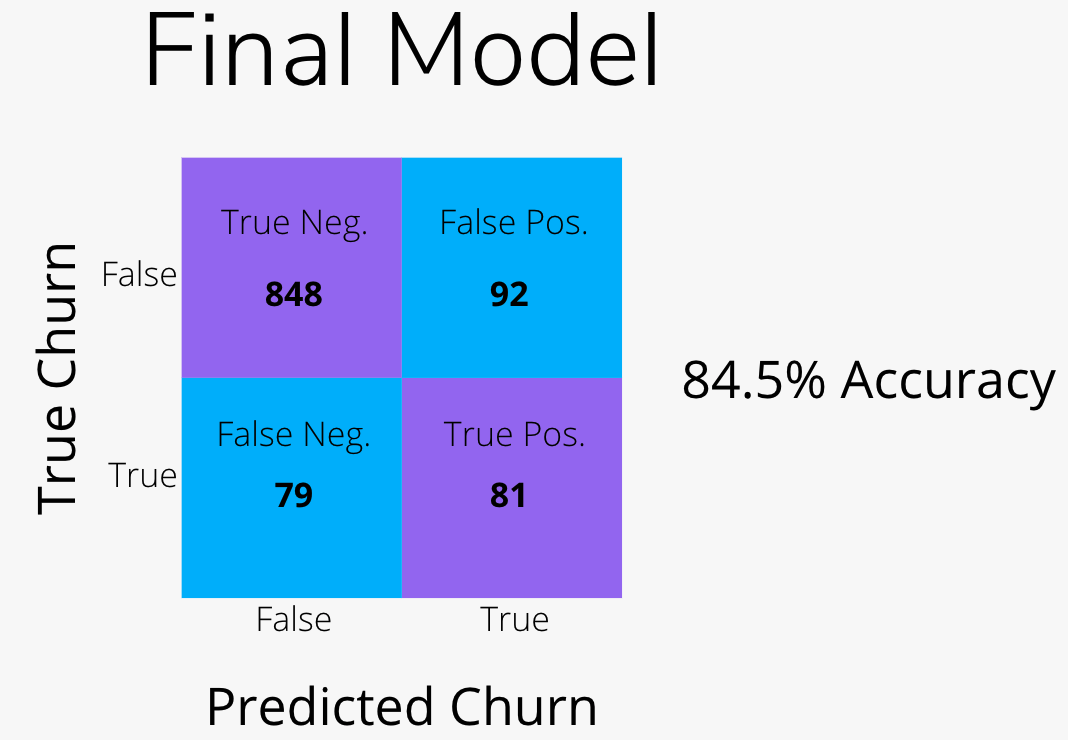 Final Model
True Churn
False
True Neg.
848
False Pos.
92
True
False Neg.
79
True Pos.
81
False
True
Predicted Churn
84.5% Accuracy